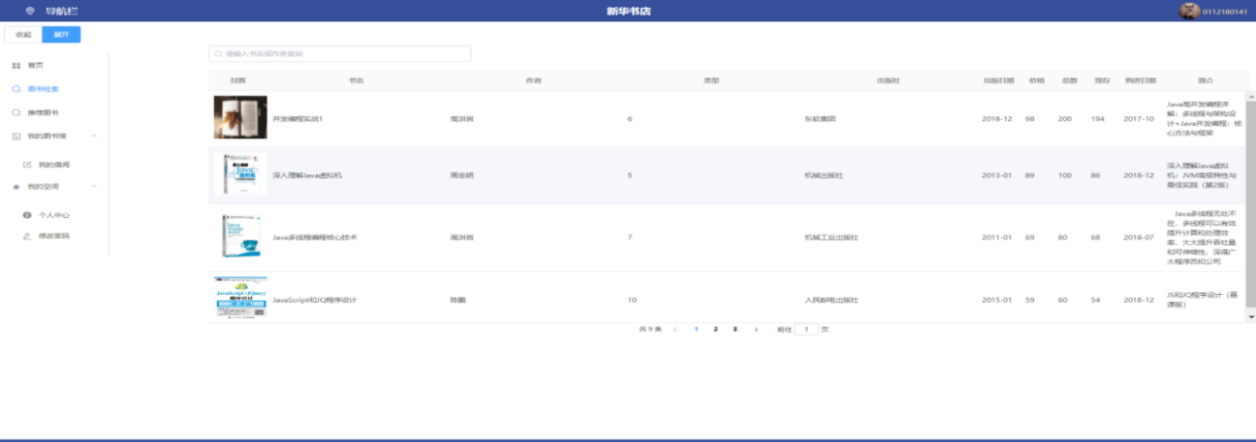 导航栏
新华书店
0112180141
收起 展开
请输入书名或作者查询
首页
图书检索
推荐图书
我的图书馆
我的借阅
我的空间
个人中心
修改密码
封面 书名 作者 类型 出版社 出版日期 价格 总数 现存 购进日期 简介
并发编程实战1 6 东软集团 2018-12 98 200 194 2017-10
Java高并发编程详
解：多线程与架构设
计+Java并发编程：核
心方法与框架
深入理解Java虚拟机 周志明 5 机械出版社 2013-01 89 100 86 2018-12
深入理解Java虚拟
机：JVM高级特性与
最佳实践（第2版）
Java多线程编程核心技术 7 机械工业出版社 2011-01 69 80 68 2018-07
Java多线程无处不
在，多线程可以有效
提升计算和处理效
率，大大提升吞吐量
和可伸缩性，深得广
大程序员和公司
JavaScript和JQ程序设计 陈鹏 10 人民邮电出版社 2015-01 59 60 54 2018-12
JS和JQ程序设计（慕
课版）
共 9 条 < 1 2 3 > 前往 1 页